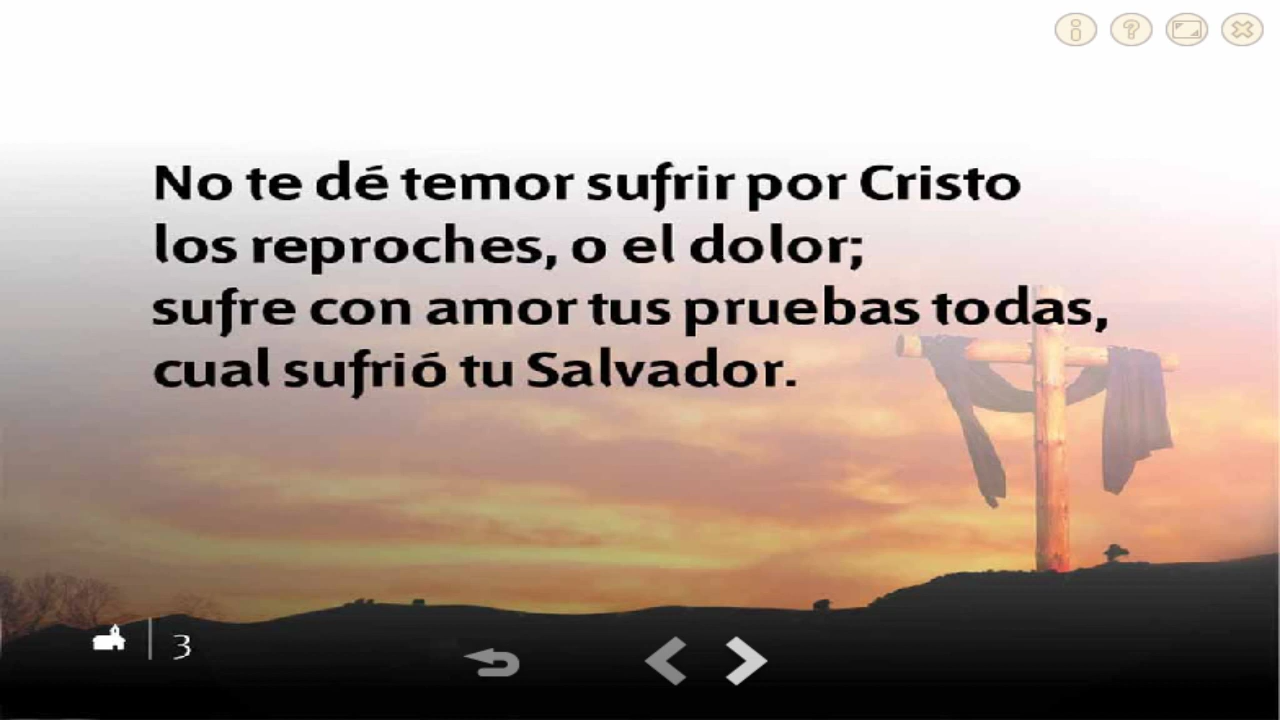 No te dé temor sufrir por Cristo
los reproches, o el dolor;
sufre con amor tus pruebas todas,
cual sufrió tu Salvador.
3